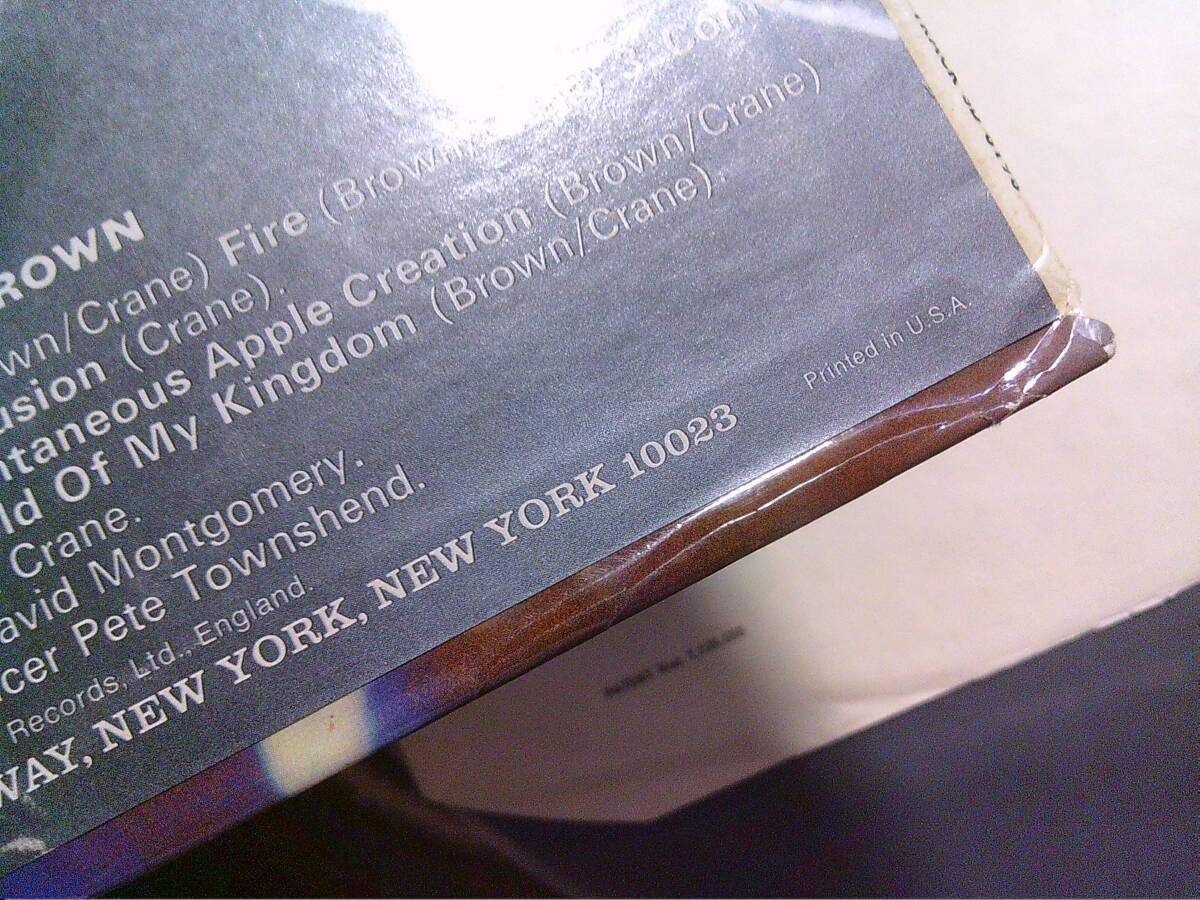 ROWN
wn/Crane) Fire (Brown
usion (Crane).
ntaneous Apple Creation (Brown/Crane)
ld Of My Kingdom (Brown/Crane).
Crane.
avid Montgomery.
cer Pete Townshend.
Records, Ltd., England.
WAY, NEW YORK, NEW YORK 10023
Printed in U.S.A.